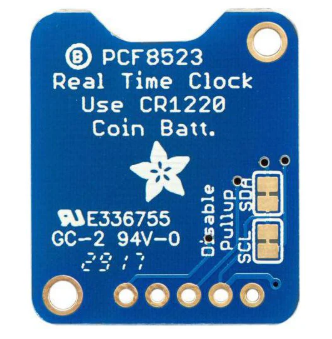 B PCF8523
Real Time Clock
Use CR1220
Coin Batt.
Disable
Pullup
SCL SDA
E336755
GC-2 94V-0
2917